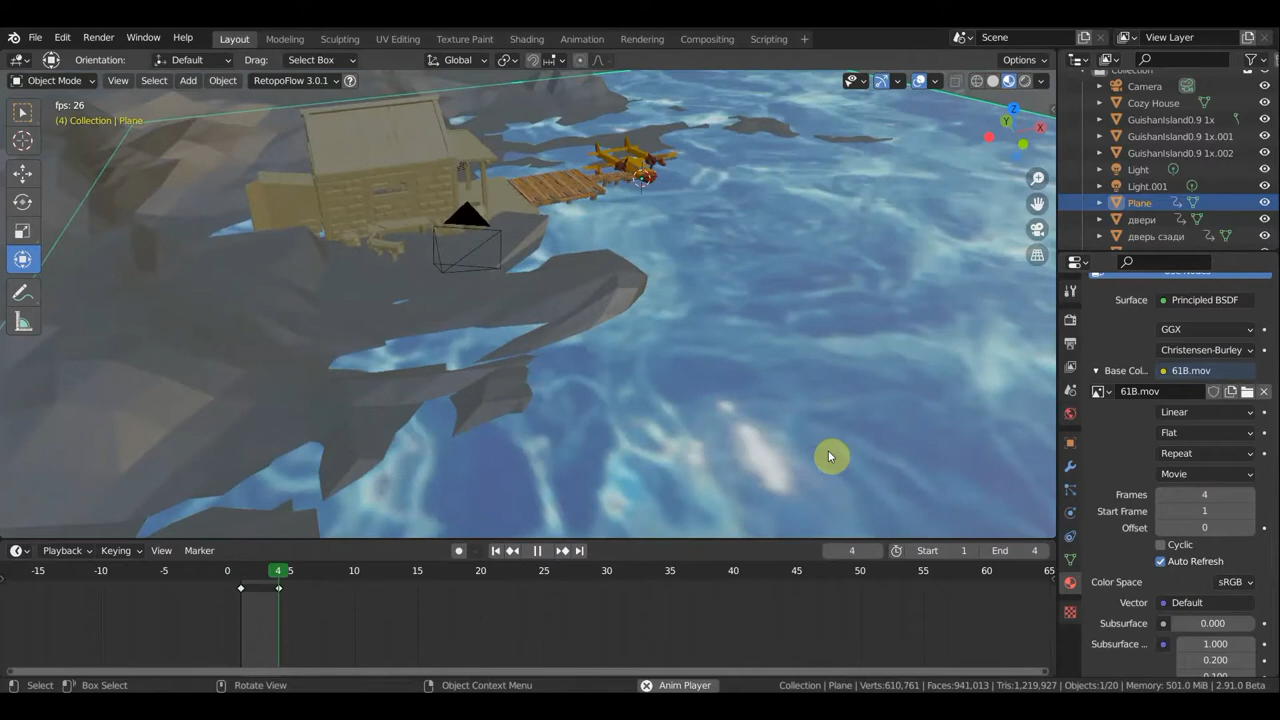 File Edit Render Window Help Layout Modeling Sculpting UV Editing Texture Paint Shading Animation Rendering Compositing Scripting + Scene View Layer
Orientation: Default Drag: Select Box Global Options
Object Mode View Select Add Object RetopoFlow 3.0.1
fps: 26
(4) Collection | Plane
Z
Y
X
Collection
Camera
Cozy House
GuishanIsland0.9 1x
GuishanIsland0.9 1x.001
GuishanIsland0.9 1x.002
Light
Light.001
Plane
двери
дверь сзади
Use Nodes
Surface Principled BSDF
GGX
Christensen-Burley
Base Col... 61B.mov
61B.mov
Linear
Flat
Repeat
Movie
Frames 4
Start Frame 1
Offset 0
Cyclic
Auto Refresh
Color Space sRGB
Vector Default
Subsurface 0.000
Subsurface ... 1.000
0.200
0.100
Playback Keying View Marker 4 Start 1 End 4
-15 -10 -5 0 4 5 10 15 20 25 30 35 40 45 50 55 60 65
Select Box Select Rotate View Object Context Menu Anim Player Collection | Plane | Verts:610,761 | Faces:941,013 | Tris:1,219,927 | Objects:1/20 | Memory: 501.0 MiB | 2.91.0 Beta